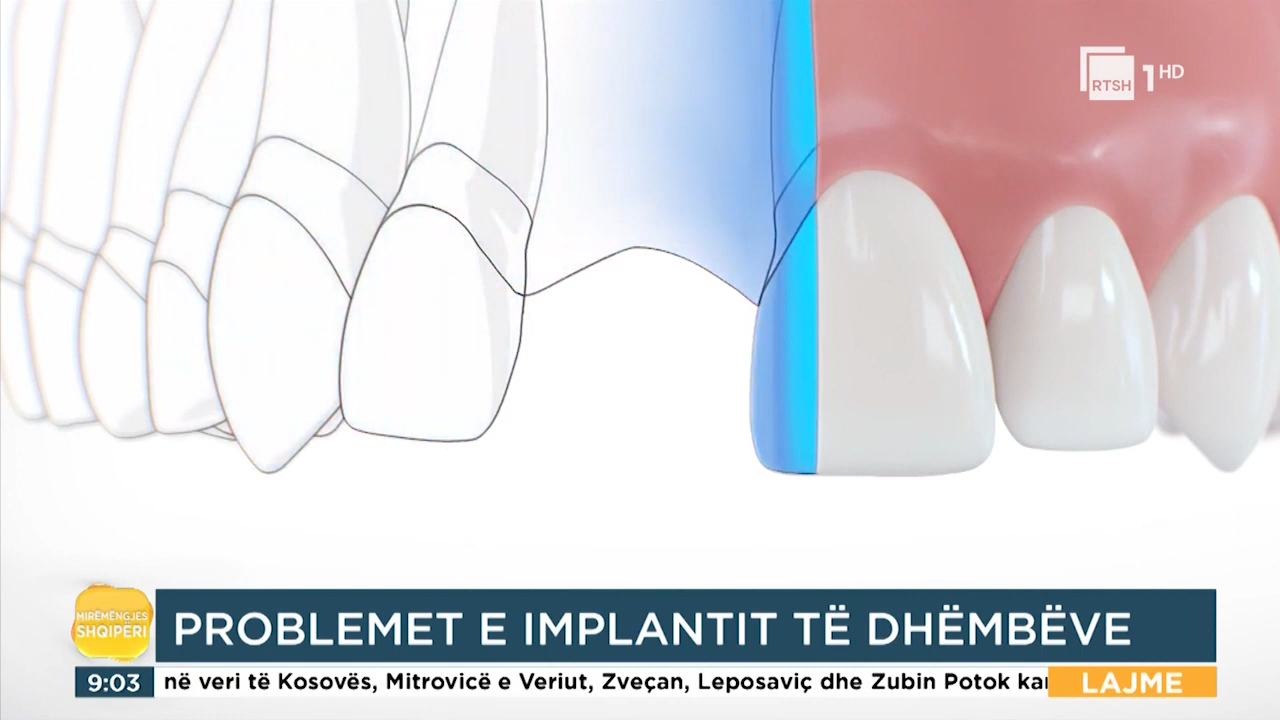 RTSH 1 HD
MIRËMËNGJES
SHQIPËRI
PROBLEMET E IMPLANTIT TË DHËMBËVE
9:03 në veri të Kosovës, Mitrovicë e Veriut, Zveçan, Leposaviç dhe Zubin Potok kan LAJME